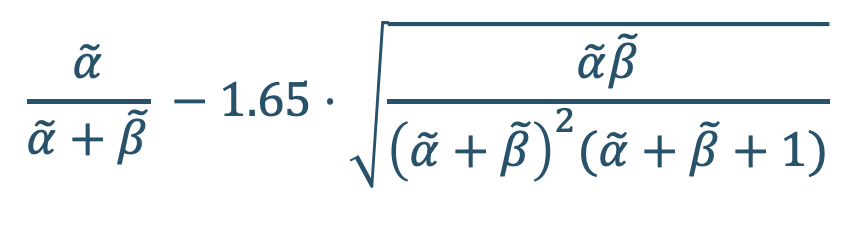 α̃/(α̃ + β̃) − 1.65 · √(α̃β̃/((α̃ + β̃)²(α̃ + β̃ + 1)))